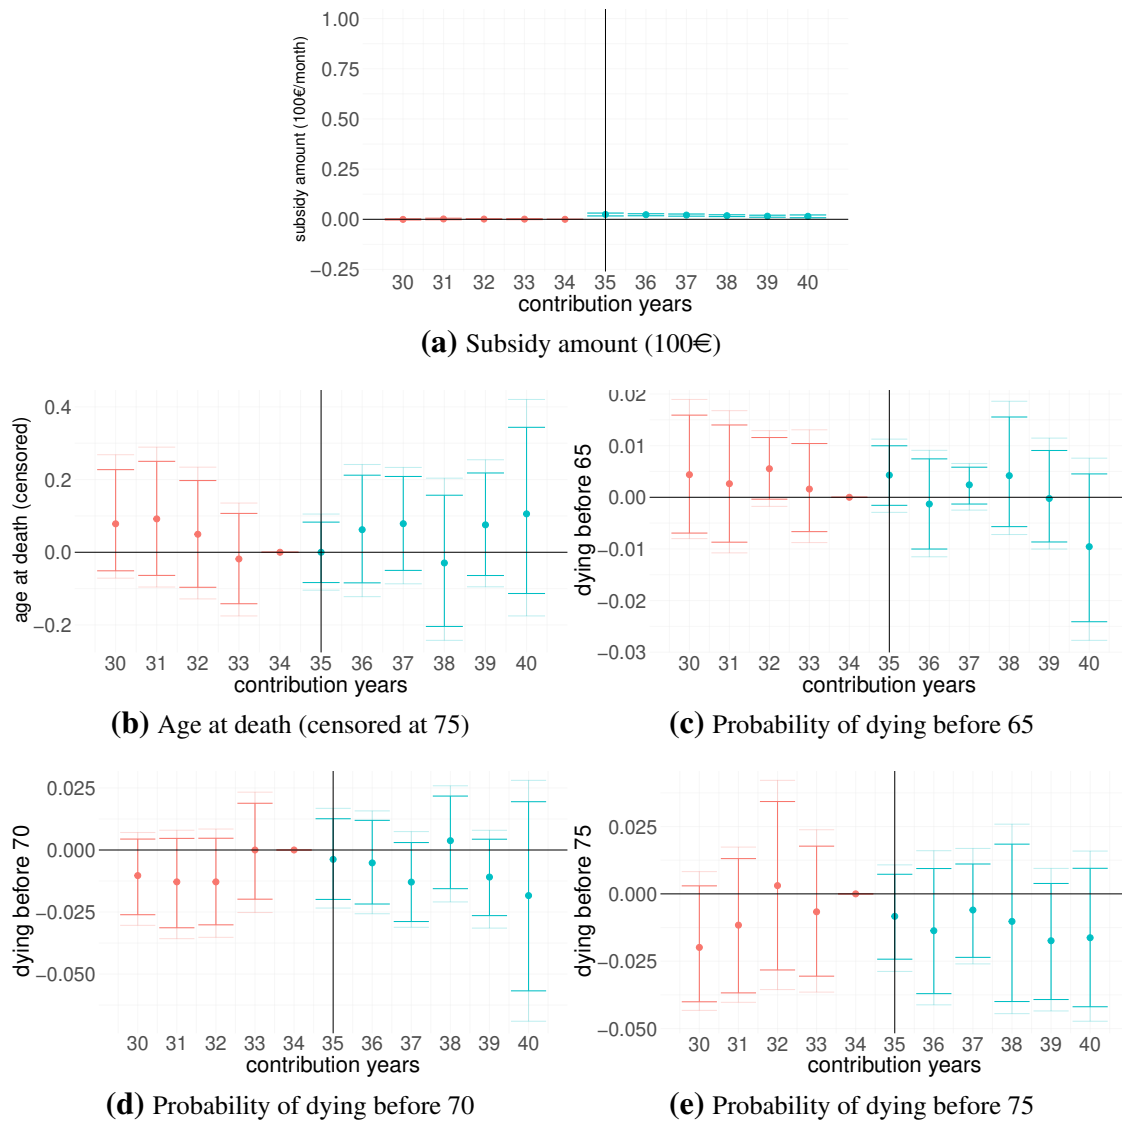 subsidy amount (100€/month)
1.00
0.75
0.50
0.25
0.00
−0.25
30 31 32 33 34 35 36 37 38 39 40
contribution years
(a) Subsidy amount (100€)
age at death (censored)
0.4
0.2
0.0
−0.2
30 31 32 33 34 35 36 37 38 39 40
contribution years
(b) Age at death (censored at 75)
dying before 65
0.02
0.01
0.00
−0.01
−0.02
−0.03
30 31 32 33 34 35 36 37 38 39 40
contribution years
(c) Probability of dying before 65
dying before 70
0.025
0.000
−0.025
−0.050
30 31 32 33 34 35 36 37 38 39 40
contribution years
(d) Probability of dying before 70
dying before 75
0.025
0.000
−0.025
−0.050
30 31 32 33 34 35 36 37 38 39 40
contribution years
(e) Probability of dying before 75